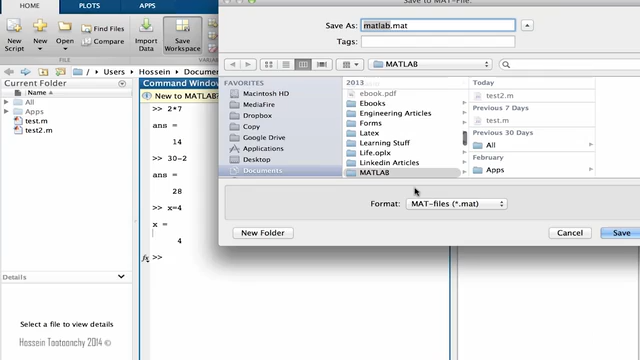 HOME PLOTS APPS
New Script
New
Open
Find Files
Compare
Import Data
Save Workspace
/ Users Hossein Docume
Current Folder
Name
All
Apps
test.m
test2.m
Details
Select a file to view details
Hossein Tootoonchy 2014 ©
Command Window
New to MATLAB?
>> 2*7
ans =
14
>> 30-2
ans =
28
>> x=4
x =
4
fx >>
Save to MAT-File:
Save As: matlab.mat
Tags:
MATLAB
FAVORITES
Macintosh HD
MediaFire
Dropbox
Copy
Google Drive
Applications
Desktop
Documents
2013
ebook.pdf
Ebooks
Engineering Articles
Forms
Latex
Learning Stuff
Life.oplx
Linkedin Articles
MATLAB
Today
test2.m
Previous 7 Days
test.m
Previous 30 Days
All
February
Apps
Format: MAT-files (*.mat)
New Folder
Cancel
Save